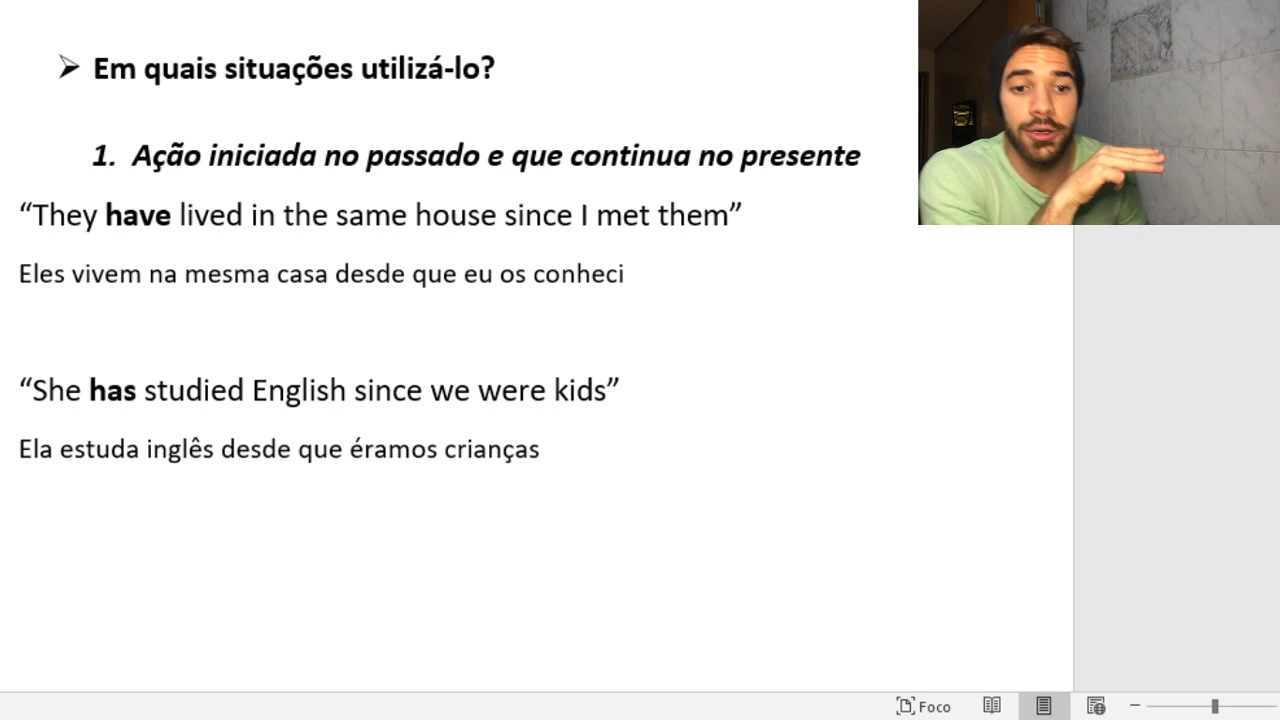 Em quais situações utilizá-lo?
1. Ação iniciada no passado e que continua no presente
“They have lived in the same house since I met them”
Eles vivem na mesma casa desde que eu os conheci
“She has studied English since we were kids”
Ela estuda inglês desde que éramos crianças
Foco